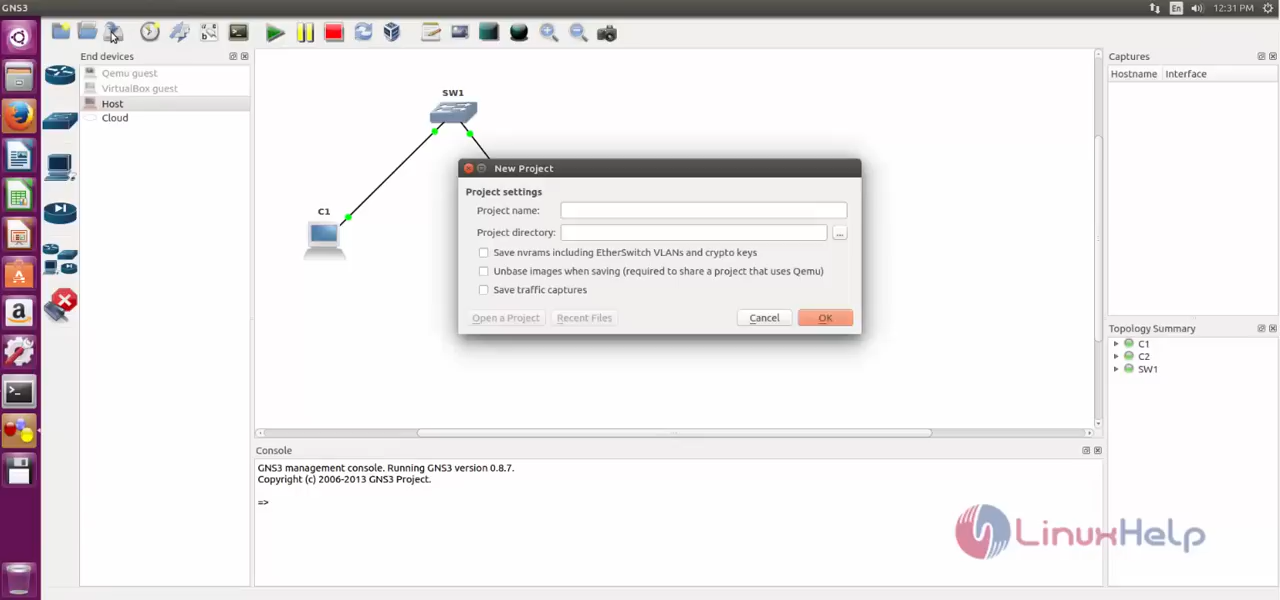 GNS3
En
12:31 PM
End devices
Qemu guest
VirtualBox guest
Host
Cloud
SW1
C1
New Project
Project settings
Project name:
Project directory:
...
Save nvrams including EtherSwitch VLANs and crypto keys
Unbase images when saving (required to share a project that uses Qemu)
Save traffic captures
Open a Project
Recent Files
Cancel
OK
Captures
Hostname Interface
Topology Summary
C1
C2
SW1
Console
GNS3 management console. Running GNS3 version 0.8.7.
Copyright (c) 2006-2013 GNS3 Project.
=>
LinuxHelp